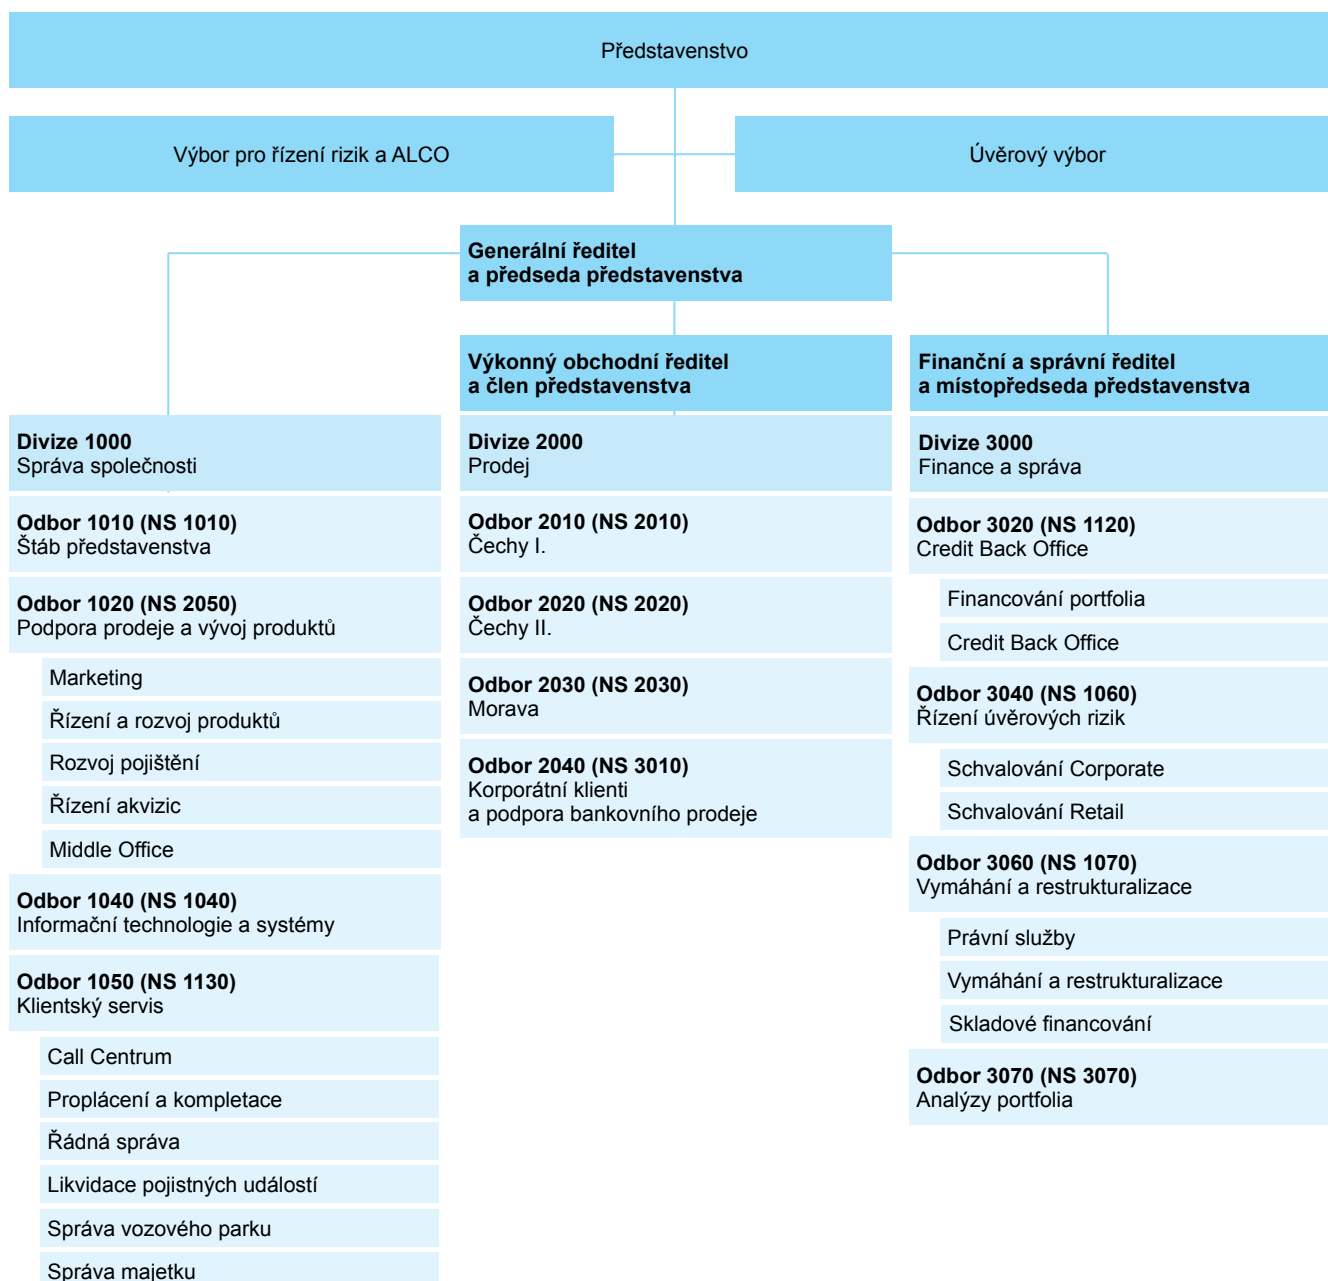 Představenstvo
Výbor pro řízení rizik a ALCO
Úvěrový výbor
Generální ředitel
a předseda představenstva
Výkonný obchodní ředitel
a člen představenstva
Finanční a správní ředitel
a místopředseda představenstva
Divize 1000
Správa společnosti
Odbor 1010 (NS 1010)
Štáb představenstva
Odbor 1020 (NS 2050)
Podpora prodeje a vývoj produktů
Marketing
Řízení a rozvoj produktů
Rozvoj pojištění
Řízení akvizic
Middle Office
Odbor 1040 (NS 1040)
Informační technologie a systémy
Odbor 1050 (NS 1130)
Klientský servis
Call Centrum
Proplácení a kompletace
Řádná správa
Likvidace pojistných událostí
Správa vozového parku
Správa majetku
Divize 2000
Prodej
Odbor 2010 (NS 2010)
Čechy I.
Odbor 2020 (NS 2020)
Čechy II.
Odbor 2030 (NS 2030)
Morava
Odbor 2040 (NS 3010)
Korporátní klienti
a podpora bankovního prodeje
Divize 3000
Finance a správa
Odbor 3020 (NS 1120)
Credit Back Office
Financování portfolia
Credit Back Office
Odbor 3040 (NS 1060)
Řízení úvěrových rizik
Schvalování Corporate
Schvalování Retail
Odbor 3060 (NS 1070)
Vymáhání a restrukturalizace
Právní služby
Vymáhání a restrukturalizace
Skladové financování
Odbor 3070 (NS 3070)
Analýzy portfolia